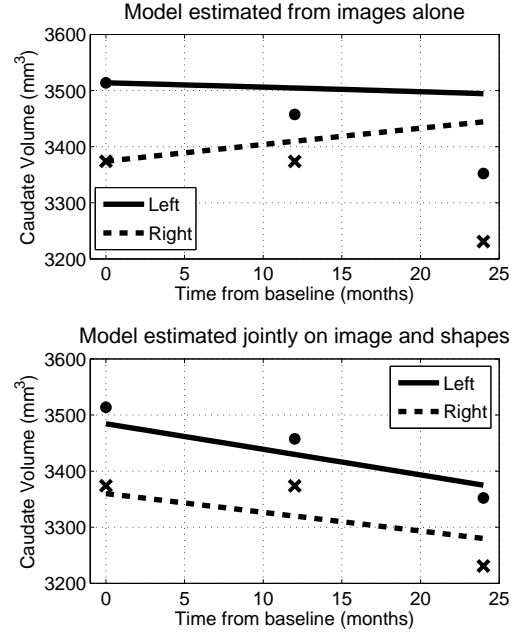 Model estimated from images alone
3600
3500
3400
3300
3200
Caudate Volume (mm³)
Left
Right
0 5 10 15 20 25
Time from baseline (months)
Model estimated jointly on image and shapes
3600
3500
3400
3300
3200
Caudate Volume (mm³)
Left
Right
0 5 10 15 20 25
Time from baseline (months)